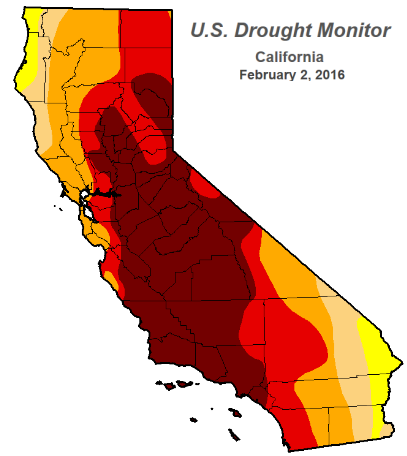 U.S. Drought Monitor
California
February 2, 2016